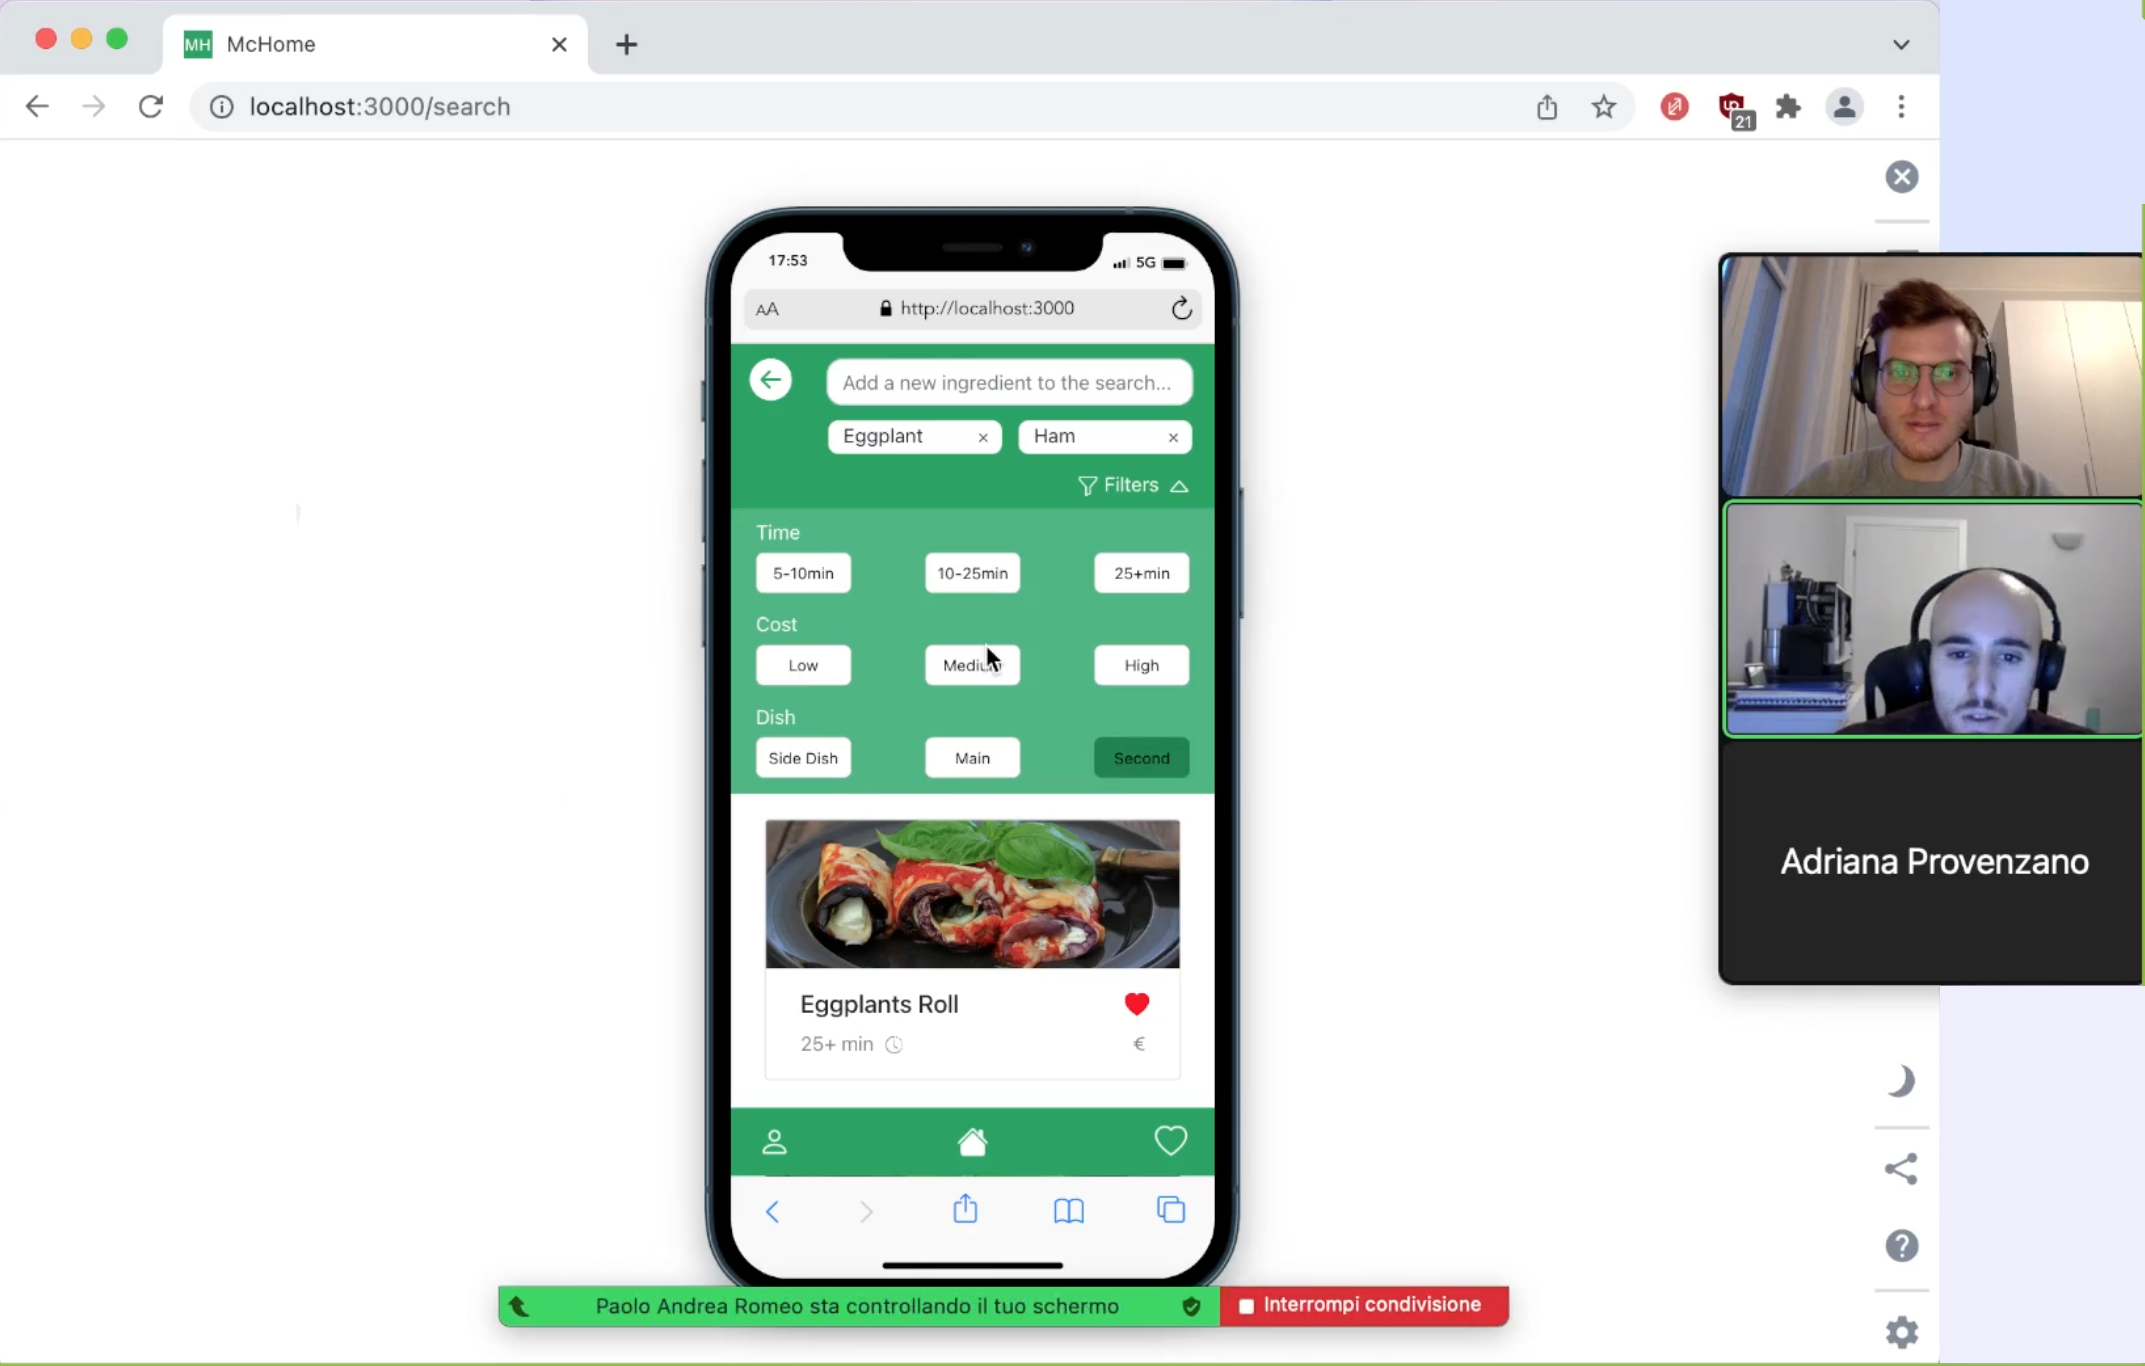 MH McHome
localhost:3000/search
21
17:53
5G
AA http://localhost:3000
Add a new ingredient to the search...
Eggplant × Ham ×
Filters
Time
5-10min 10-25min 25+min
Cost
Low Medium High
Dish
Side Dish Main Second
Eggplants Roll
25+ min €
Adriana Provenzano
Paolo Andrea Romeo sta controllando il tuo schermo Interrompi condivisione